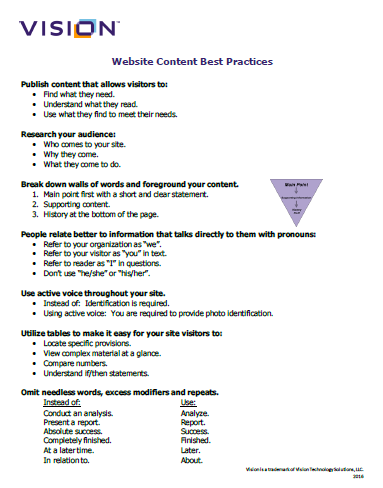 VISION™
Website Content Best Practices
Publish content that allows visitors to:
• Find what they need.
• Understand what they read.
• Use what they find to meet their needs.
Research your audience:
• Who comes to your site.
• Why they come.
• What they come to do.
Break down walls of words and foreground your content.
1. Main point first with a short and clear statement.
2. Supporting content.
3. History at the bottom of the page.
Main Point
People relate better to information that talks directly to them with pronouns:
• Refer to your organization as “we”.
• Refer to your visitor as “you” in text.
• Refer to reader as “I” in questions.
• Don’t use “he/she” or “his/her”.
Use active voice throughout your site.
• Instead of: Identification is required.
• Using active voice: You are required to provide photo identification.
Utilize tables to make it easy for your site visitors to:
• Locate specific provisions.
• View complex material at a glance.
• Compare numbers.
• Understand if/then statements.
Omit needless words, excess modifiers and repeats.
Instead of: Use:
Conduct an analysis. Analyze.
Present a report. Report.
Absolute success. Success.
Completely finished. Finished.
At a later time. Later.
In relation to. About.
Vision is a trademark of Vision Technology Solutions, LLC.
2016